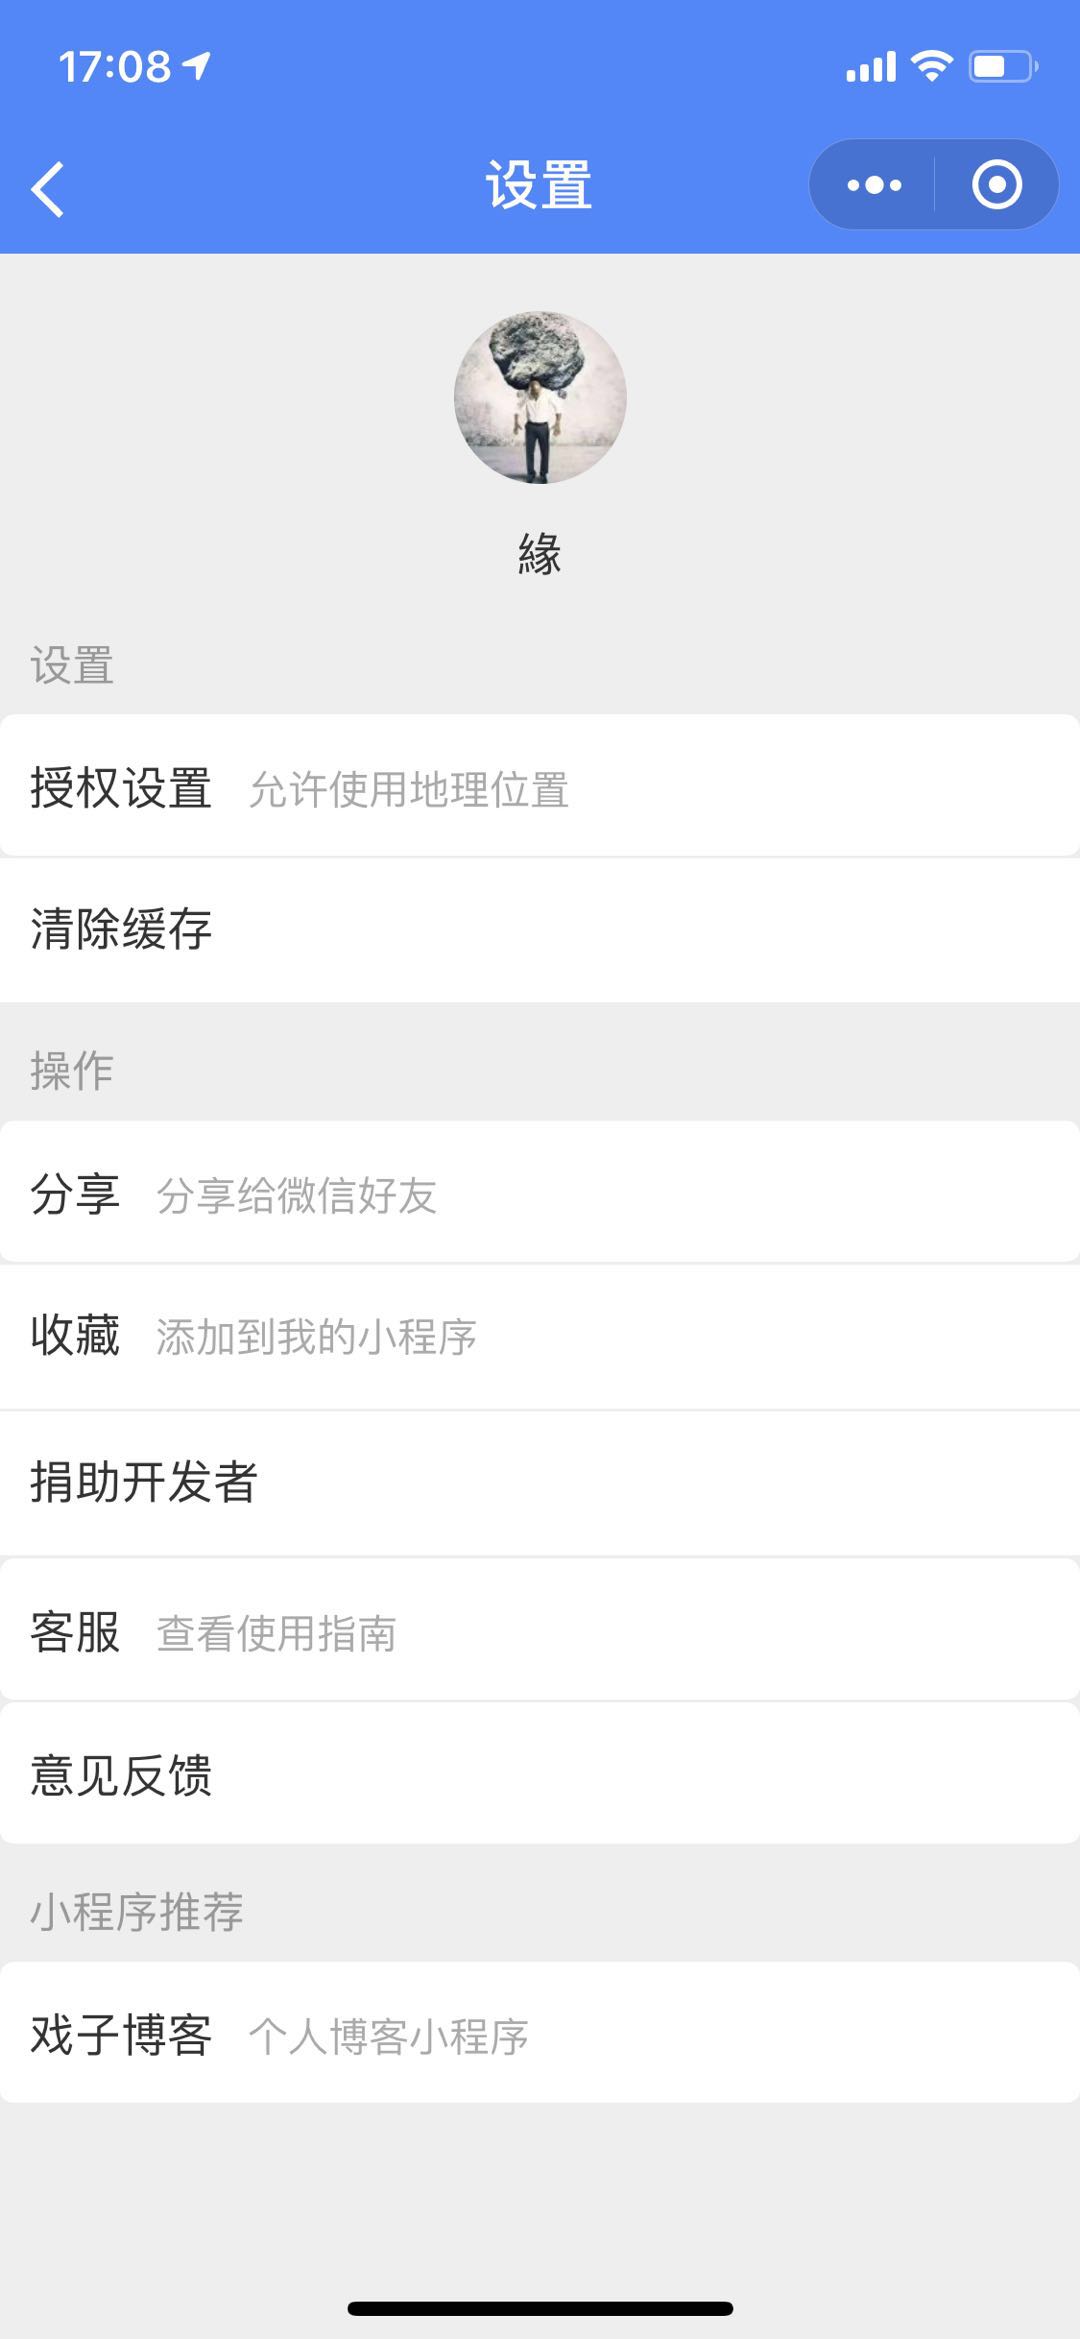 17:08
设置
緣
设置
授权设置 允许使用地理位置
清除缓存
操作
分享 分享给微信好友
收藏 添加到我的小程序
捐助开发者
客服 查看使用指南
意见反馈
小程序推荐
戏子博客 个人博客小程序